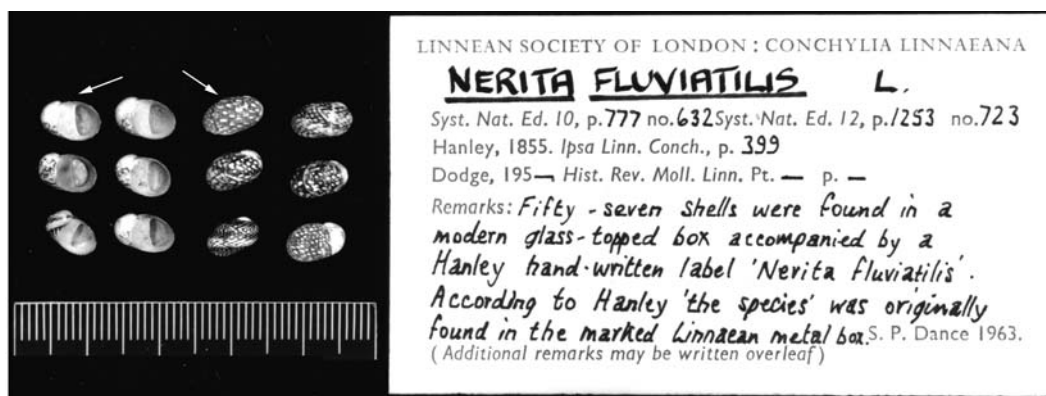 LINNEAN SOCIETY OF LONDON : CONCHYLIA LINNAEANA
NERITA FLUVIATILIS L.
Syst. Nat. Ed. 10, p.777 no.632 Syst. Nat. Ed. 12, p.1253 no.723
Hanley, 1855. Ipsa Linn. Conch., p. 399
Dodge, 195— Hist. Rev. Moll. Linn. Pt. — p. —
Remarks: Fifty-seven shells were found in a
modern glass-topped box accompanied by a
Hanley hand-written label 'Nerita fluviatilis'.
According to Hanley 'the species' was originally
found in the marked Linnaean metal box. S. P. Dance 1963.
(Additional remarks may be written overleaf)